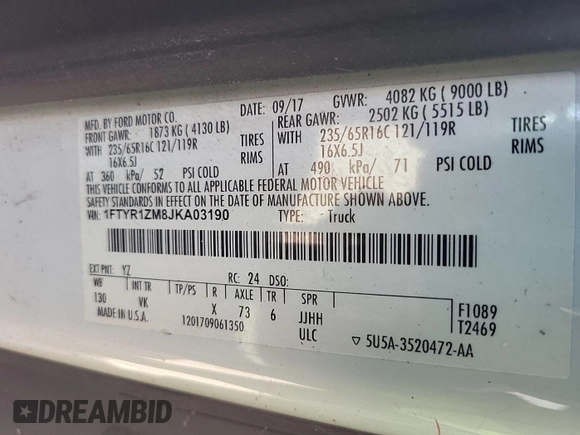 MFD. BY FORD MOTOR CO.
DATE: 09/17 GVWR: 4082 KG ( 9000 LB)
FRONT GAWR: 1873 KG ( 4130 LB)
REAR GAWR: 2502 KG ( 5515 LB)
WITH 235/65R16C 121/119R TIRES
WITH 235/65R16C 121/119R TIRES
16X6.5J RIMS
16X6.5J RIMS
AT 360 kPa/ 52 PSI COLD
AT 490 kPa/ 71 PSI COLD
THIS VEHICLE CONFORMS TO ALL APPLICABLE FEDERAL MOTOR VEHICLE
SAFETY STANDARDS IN EFFECT ON THE DATE OF MANUFACTURE SHOWN ABOVE.
VIN: 1FTYR1ZM8JKA03190 TYPE: Truck
EXT PNT: YZ RC: 24 DSO:
WB INT TR TP/PS R AXLE TR SPR
130 VK X 73 6 JJHH
F1089
MADE IN U.S.A. 1201709061350 ULC
T2469
▽ 5U5A-3520472-AA
DREAMBID